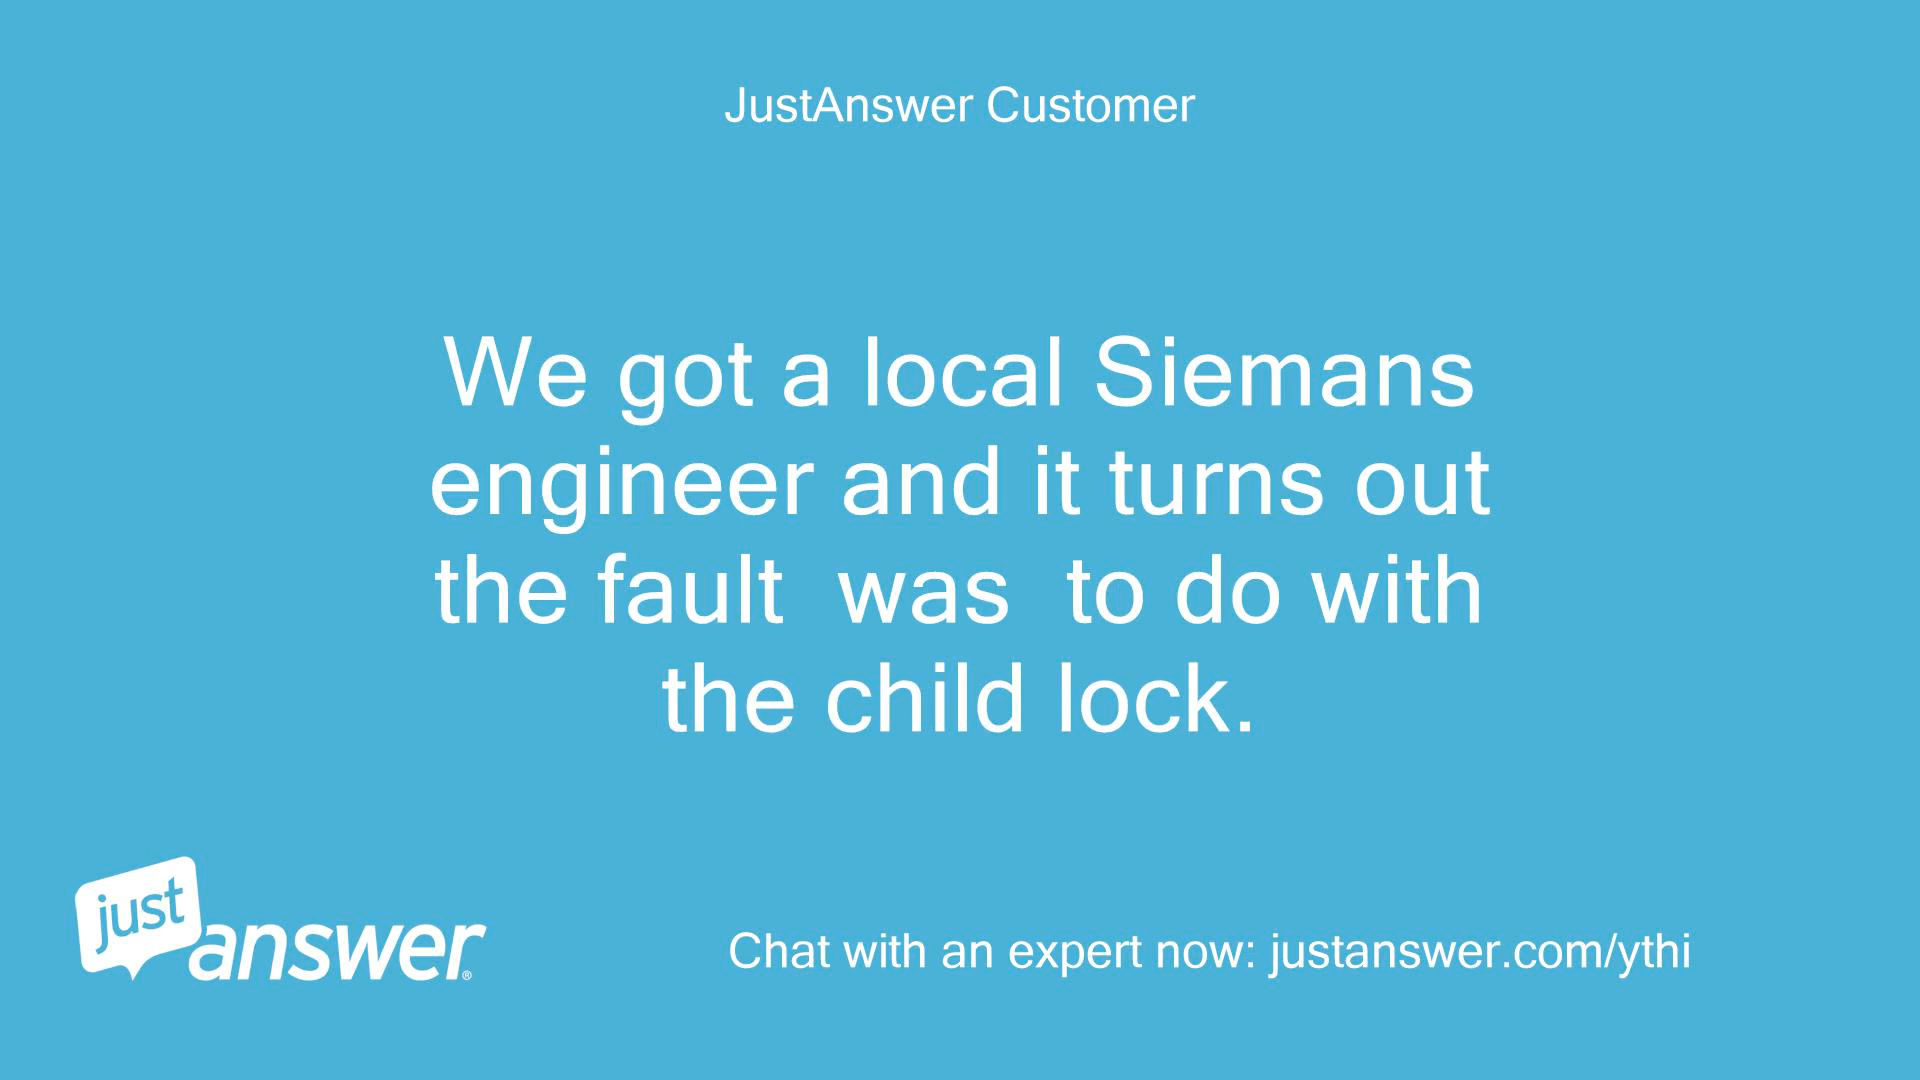 JustAnswer Customer
We got a local Siemans
engineer and it turns out
the fault  was  to do with
the child lock.
just
answer®
Chat with an expert now: justanswer.com/ythi